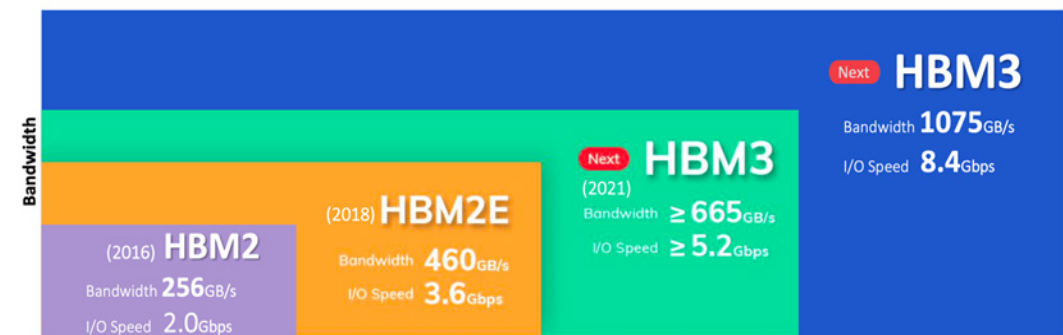 Bandwidth
(2016) HBM2
Bandwidth 256GB/s
I/O Speed 2.0Gbps
(2018) HBM2E
Bandwidth 460GB/s
I/O Speed 3.6Gbps
Next HBM3
(2021)
Bandwidth ≥ 665GB/s
I/O Speed ≥ 5.2Gbps
Next HBM3
Bandwidth 1075GB/s
I/O Speed 8.4Gbps